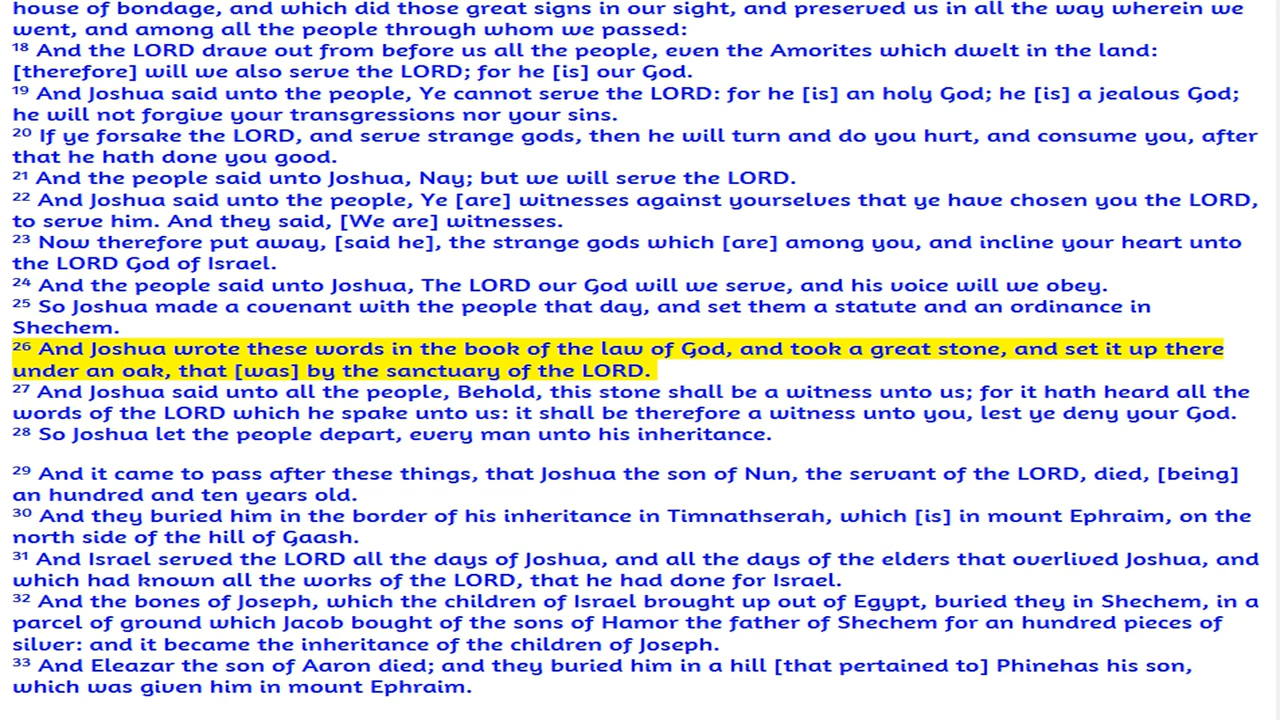 house of bondage, and which did those great signs in our sight, and preserved us in all the way wherein we
went, and among all the people through whom we passed:
18 And the LORD drave out from before us all the people, even the Amorites which dwelt in the land:
[therefore] will we also serve the LORD; for he [is] our God.
19 And Joshua said unto the people, Ye cannot serve the LORD: for he [is] an holy God; he [is] a jealous God;
he will not forgive your transgressions nor your sins.
20 If ye forsake the LORD, and serve strange gods, then he will turn and do you hurt, and consume you, after
that he hath done you good.
21 And the people said unto Joshua, Nay; but we will serve the LORD.
22 And Joshua said unto the people, Ye [are] witnesses against yourselves that ye have chosen you the LORD,
to serve him. And they said, [We are] witnesses.
23 Now therefore put away, [said he], the strange gods which [are] among you, and incline your heart unto
the LORD God of Israel.
24 And the people said unto Joshua, The LORD our God will we serve, and his voice will we obey.
25 So Joshua made a covenant with the people that day, and set them a statute and an ordinance in
Shechem.
26 And Joshua wrote these words in the book of the law of God, and took a great stone, and set it up there
under an oak, that [was] by the sanctuary of the LORD.
27 And Joshua said unto all the people, Behold, this stone shall be a witness unto us; for it hath heard all the
words of the LORD which he spake unto us: it shall be therefore a witness unto you, lest ye deny your God.
28 So Joshua let the people depart, every man unto his inheritance.
29 And it came to pass after these things, that Joshua the son of Nun, the servant of the LORD, died, [being]
an hundred and ten years old.
30 And they buried him in the border of his inheritance in Timnathserah, which [is] in mount Ephraim, on the
north side of the hill of Gaash.
31 And Israel served the LORD all the days of Joshua, and all the days of the elders that overlived Joshua, and
which had known all the works of the LORD, that he had done for Israel.
32 And the bones of Joseph, which the children of Israel brought up out of Egypt, buried they in Shechem, in a
parcel of ground which Jacob bought of the sons of Hamor the father of Shechem for an hundred pieces of
silver: and it became the inheritance of the children of Joseph.
33 And Eleazar the son of Aaron died; and they buried him in a hill [that pertained to] Phinehas his son,
which was given him in mount Ephraim.